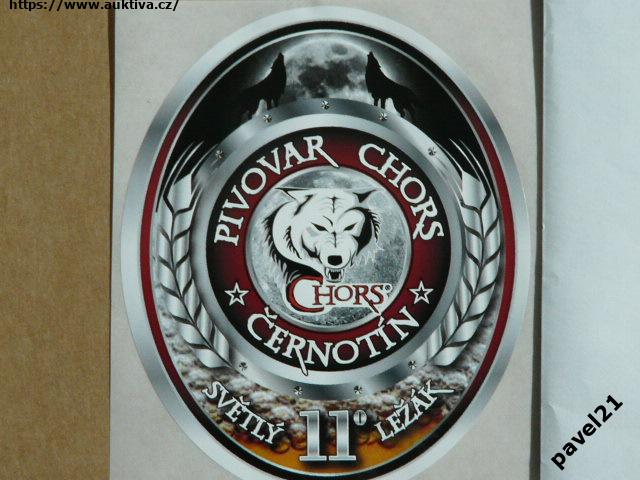 https://www.auktiva.cz/
PIVOVAR CHORS
CHORS®
ČERNOTÍN
SVĚTLÝ 11° LEŽÁK
pavel21